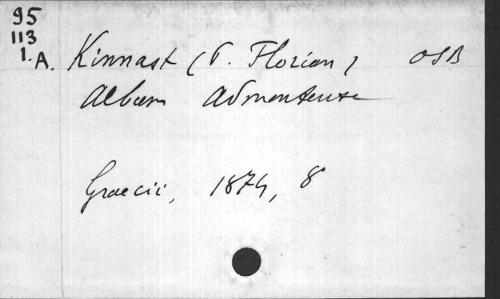 95
113
1.A.
Kinnast (P. Florian) OSB
Album Admontense
Graecii, 1874, 8